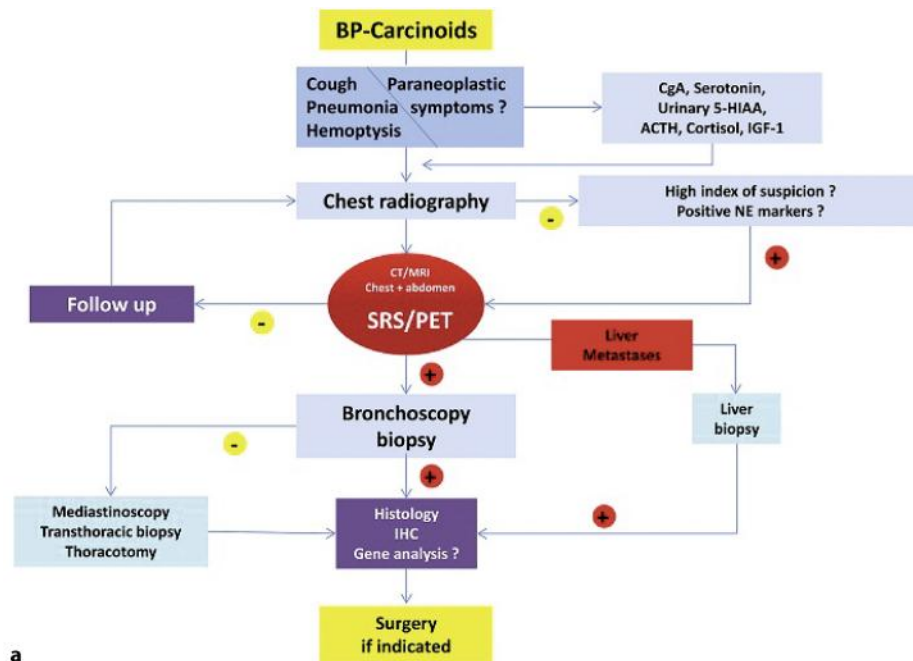 BP-Carcinoids
Cough Paraneoplastic
Pneumonia symptoms ?
Hemoptysis
CgA, Serotonin,
Urinary 5-HIAA,
ACTH, Cortisol, IGF-1
Chest radiography
-
High index of suspicion ?
Positive NE markers ?
+
CT/MRI
Chest + abdomen
SRS/PET
Follow up
-
Liver
Metastases
+
Liver
biopsy
Bronchoscopy
biopsy
-
+
+
Mediastinoscopy
Transthoracic biopsy
Thoracotomy
Histology
IHC
Gene analysis ?
Surgery
if indicated
a